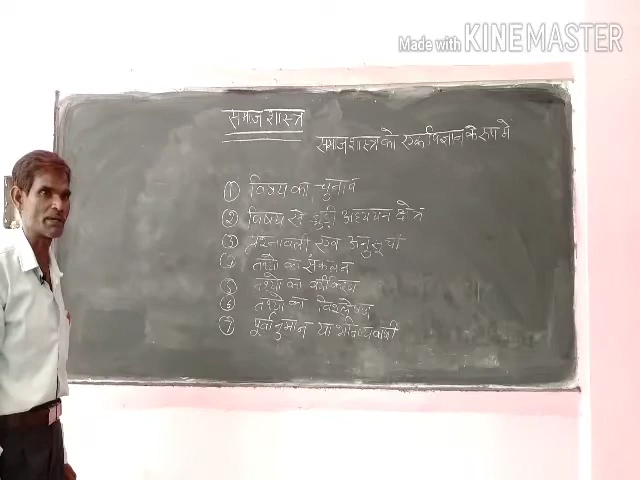 Made with KINEMASTER
समाजशास्त्र
समाजशास्त्र को एक विज्ञान के रूप में
① विषय का चुनाव
② विषय से जुड़ी अध्ययन क्षेत्र
③ प्रश्नावली एवं अनुसूची
④ तथ्यों का संकलन
⑤ तथ्यों का वर्गीकरण
⑥ तथ्यों का विश्लेषण
⑦ पूर्वानुमान या भविष्यवाणी